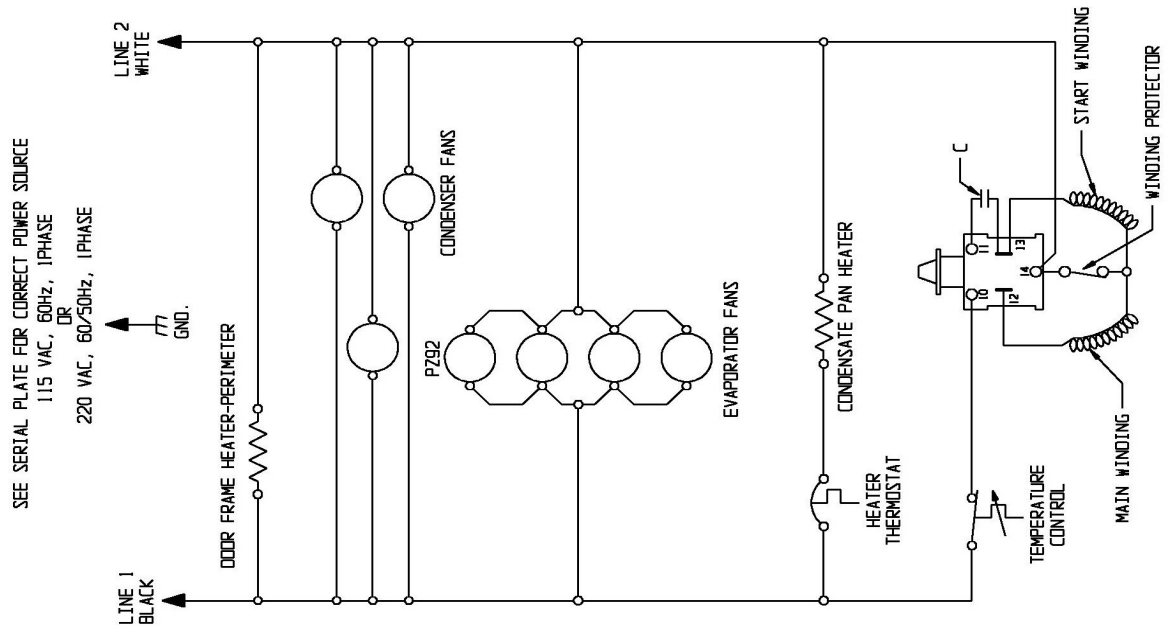 SEE SERIAL PLATE FOR CORRECT POWER SOURCE
115 VAC, 60Hz, 1PHASE
OR
220 VAC, 60/50Hz, 1PHASE
GND.
LINE 1
BLACK
LINE 2
WHITE
DOOR FRAME HEATER-PERIMETER
CONDENSER FANS
PZ92
EVAPORATOR FANS
CONDENSATE PAN HEATER
HEATER
THERMOSTAT
TEMPERATURE
CONTROL
10
11
12
13
14
C
MAIN WINDING
START WINDING
WINDING PROTECTOR